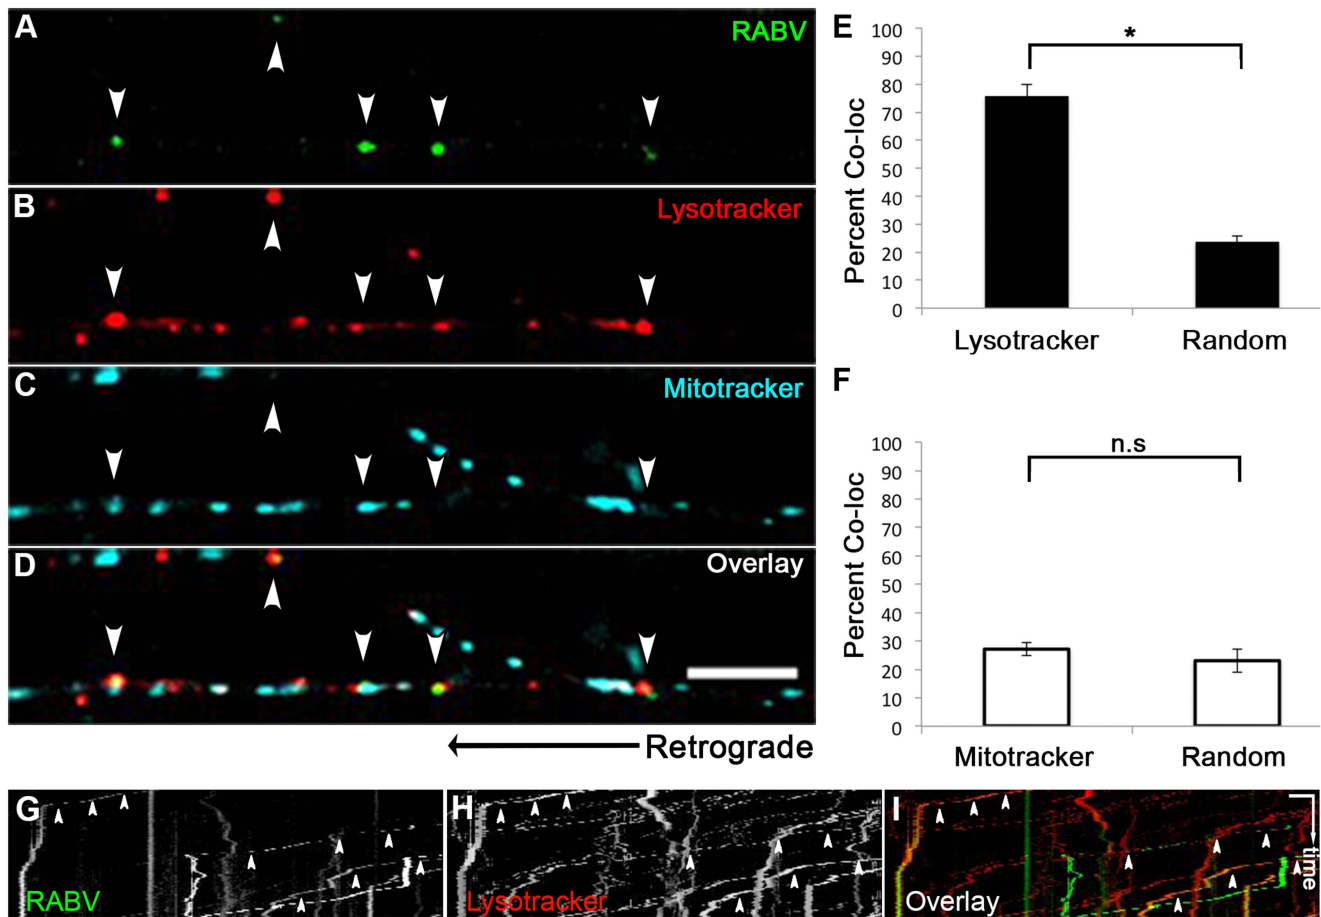 A
RABV
B
Lysotracker
C
Mitotracker
D
Overlay
Retrograde
E
Percent Co-loc
100
90
80
70
60
50
40
30
20
10
0
*
Lysotracker
Random
F
Percent Co-loc
100
90
80
70
60
50
40
30
20
10
0
n.s
Mitotracker
Random
G
RABV
H
Lysotracker
I
Overlay
time